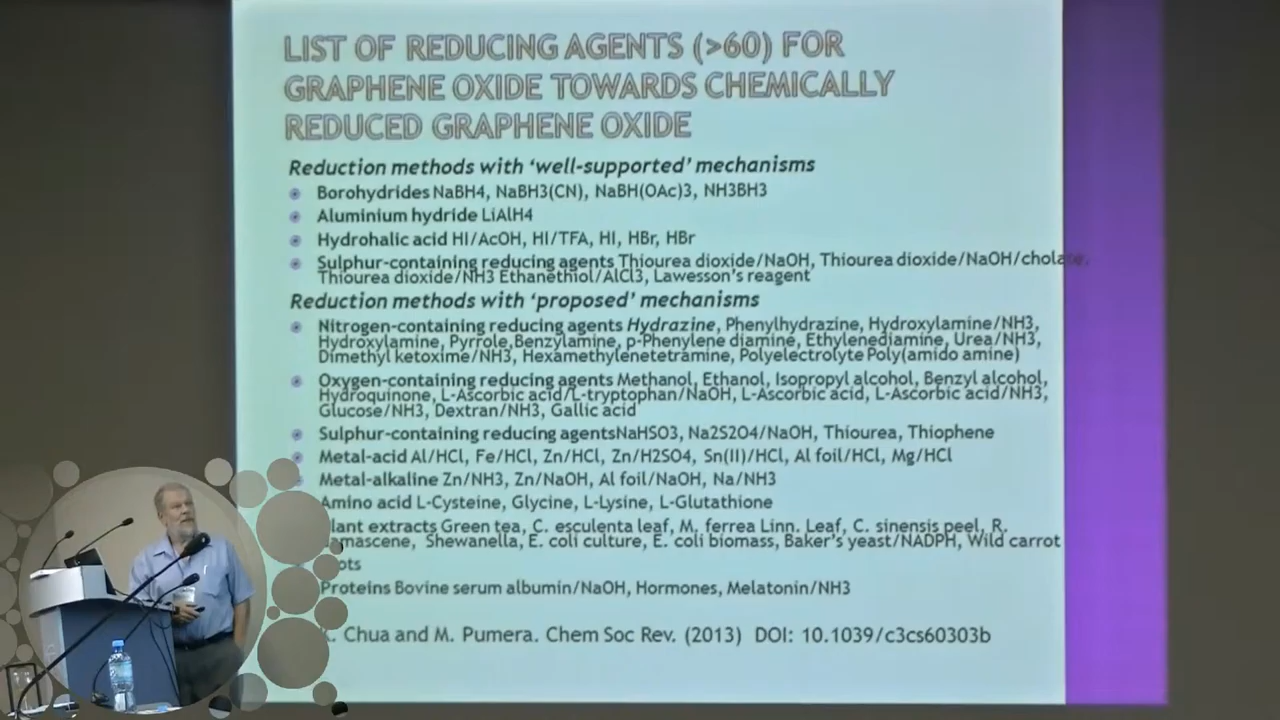 LIST OF REDUCING AGENTS (>60) FOR
GRAPHENE OXIDE TOWARDS CHEMICALLY
REDUCED GRAPHENE OXIDE
Reduction methods with ‘well-supported’ mechanisms
Borohydrides NaBH4, NaBH3(CN), NaBH(OAc)3, NH3BH3
Aluminium hydride LiAlH4
Hydrohalic acid HI/AcOH, HI/TFA, HI, HBr, HBr
Sulphur-containing reducing agents Thiourea dioxide/NaOH, Thiourea dioxide/NaOH/cholate,
Thiourea dioxide/NH3 Ethanethiol/AlCl3, Lawesson’s reagent
Reduction methods with ‘proposed’ mechanisms
Nitrogen-containing reducing agents Hydrazine, Phenylhydrazine, Hydroxylamine/NH3,
Hydroxylamine, Pyrrole,Benzylamine, p-Phenylene diamine, Ethylenediamine, Urea/NH3,
Dimethyl ketoxime/NH3, Hexamethylenetetramine, Polyelectrolyte Poly(amido amine)
Oxygen-containing reducing agents Methanol, Ethanol, Isopropyl alcohol, Benzyl alcohol,
Hydroquinone, L-Ascorbic acid/L-tryptophan/NaOH, L-Ascorbic acid, L-Ascorbic acid/NH3,
Glucose/NH3, Dextran/NH3, Gallic acid
Sulphur-containing reducing agentsNaHSO3, Na2S2O4/NaOH, Thiourea, Thiophene
Metal-acid Al/HCl, Fe/HCl, Zn/HCl, Zn/H2SO4, Sn(II)/HCl, Al foil/HCl, Mg/HCl
Metal-alkaline Zn/NH3, Zn/NaOH, Al foil/NaOH, Na/NH3
Amino acid L-Cysteine, Glycine, L-Lysine, L-Glutathione
lant extracts Green tea, C. esculenta leaf, M. ferrea Linn. Leaf, C. sinensis peel, R.
amascene, Shewanella, E. coli culture, E. coli biomass, Baker’s yeast/NADPH, Wild carrot
ots
Proteins Bovine serum albumin/NaOH, Hormones, Melatonin/NH3
Chua and M. Pumera. Chem Soc Rev. (2013) DOI: 10.1039/c3cs60303b